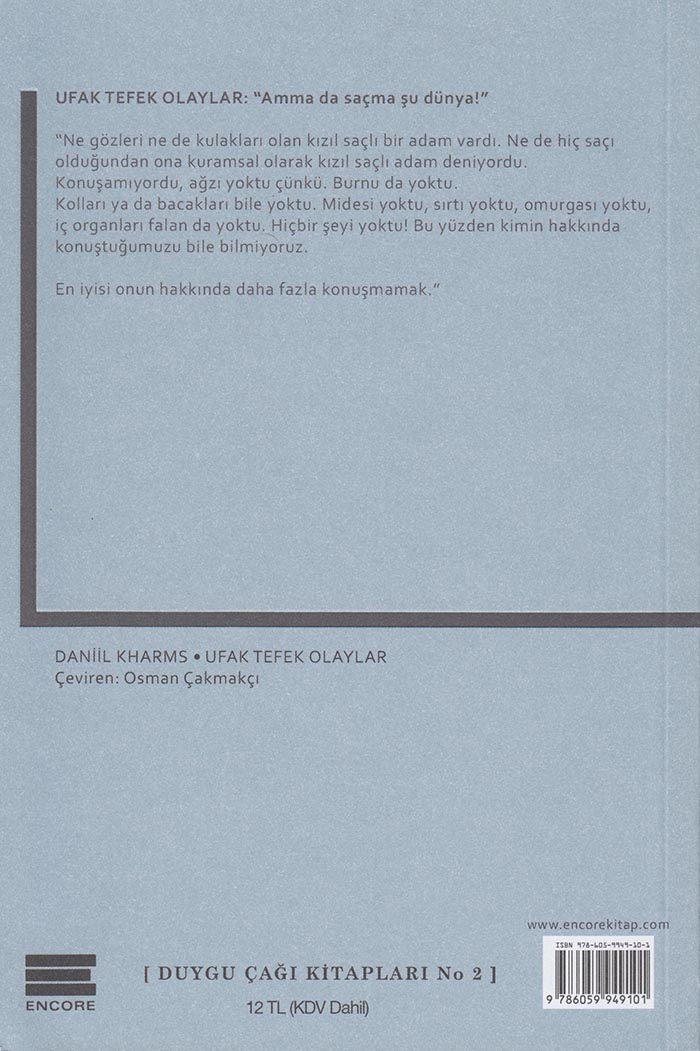 UFAK TEFEK OLAYLAR: “Amma da saçma şu dünya!”
“Ne gözleri ne de kulakları olan kızıl saçlı bir adam vardı. Ne de hiç saçı
olduğundan ona kuramsal olarak kızıl saçlı adam deniyordu.
Konuşamıyordu, ağzı yoktu çünkü. Burnu da yoktu.
Kolları ya da bacakları bile yoktu. Midesi yoktu, sırtı yoktu, omurgası yoktu,
iç organları falan da yoktu. Hiçbir şeyi yoktu! Bu yüzden kimin hakkında
konuştuğumuzu bile bilmiyoruz.
En iyisi onun hakkında daha fazla konuşmamak.”
DANİİL KHARMS • UFAK TEFEK OLAYLAR
Çeviren: Osman Çakmakçı
www.encorekitap.com
ISBN 978-605-9949-10-1
9 786059 949101
ENCORE
[ DUYGU ÇAĞI KİTAPLARI No 2 ]
12 TL (KDV Dahil)